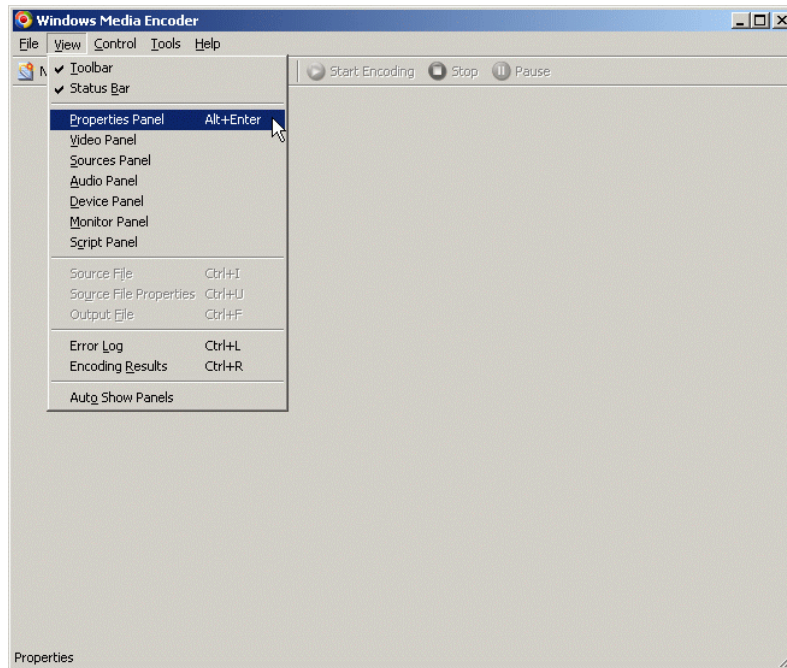 Windows Media Encoder
File View Control Tools Help
N Start Encoding Stop Pause
Toolbar
Status Bar
Properties Panel Alt+Enter
Video Panel
Sources Panel
Audio Panel
Device Panel
Monitor Panel
Script Panel
Source File Ctrl+I
Source File Properties Ctrl+U
Output File Ctrl+F
Error Log Ctrl+L
Encoding Results Ctrl+R
Auto Show Panels
Properties